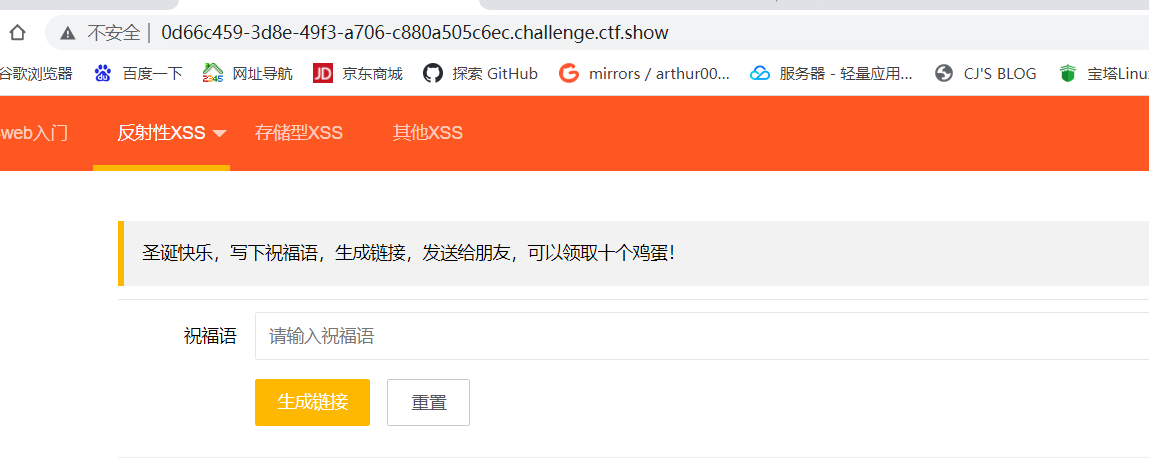 不安全 | 0d66c459-3d8e-49f3-a706-c880a505c6ec.challenge.ctf.show
谷歌浏览器 百度一下 2345 网址导航 JD 京东商城 探索 GitHub mirrors / arthur00... 服务器 - 轻量应用... CJ'S BLOG 宝塔Linu
-web入门 反射性XSS 存储型XSS 其他XSS
圣诞快乐，写下祝福语，生成链接，发送给朋友，可以领取十个鸡蛋！
祝福语 请输入祝福语
生成链接 重置